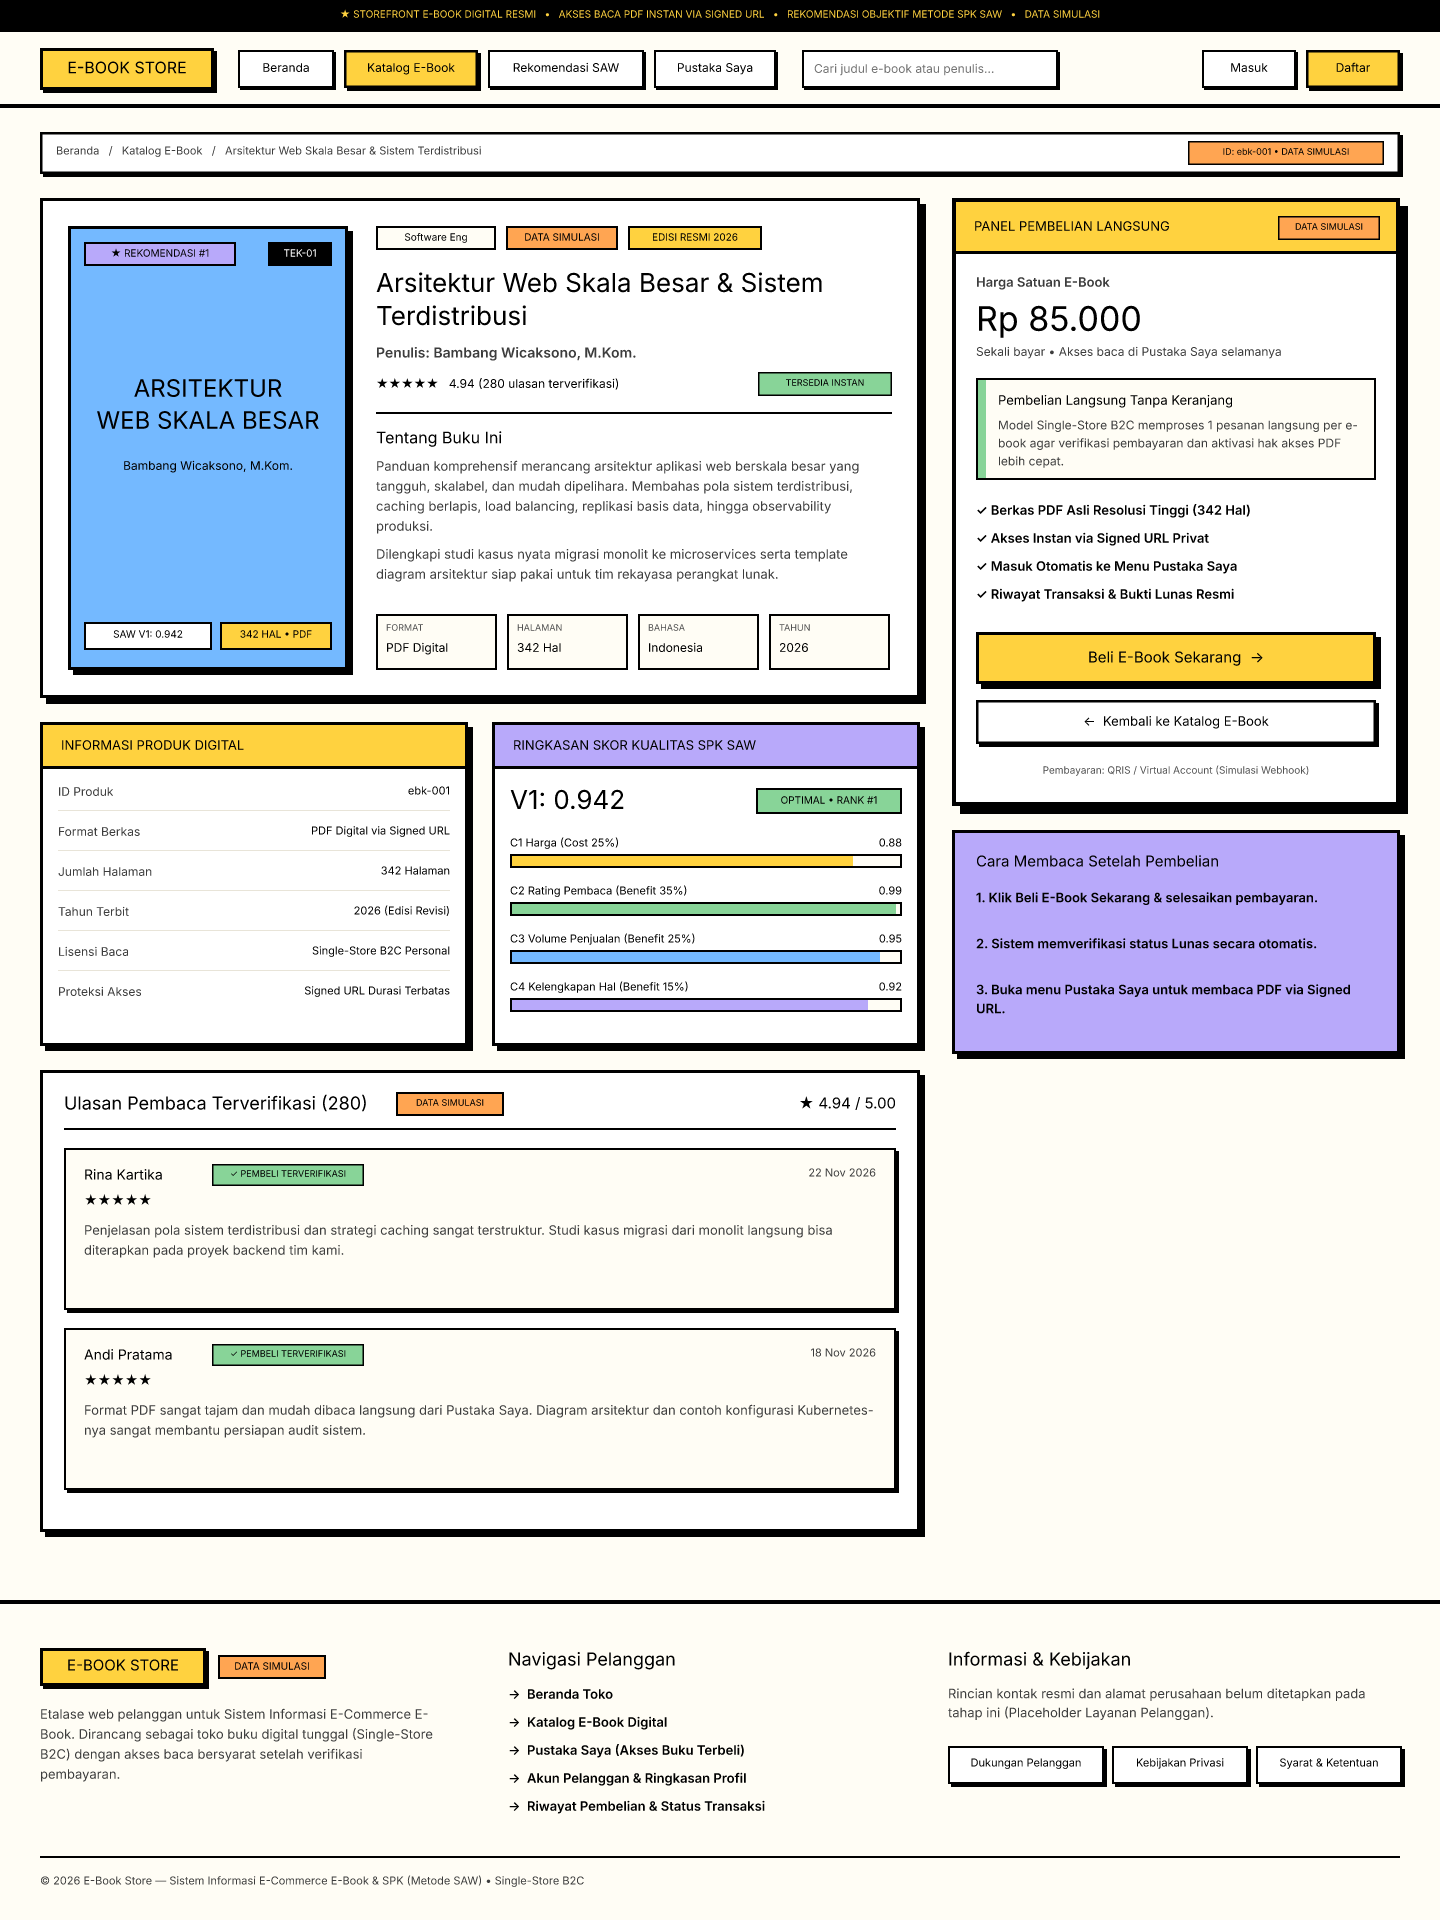 ★ STOREFRONT E-BOOK DIGITAL RESMI • AKSES BACA PDF INSTAN VIA SIGNED URL • REKOMENDASI OBJEKTIF METODE SPK SAW • DATA SIMULASI
E-BOOK STORE
Beranda
Katalog E-Book
Rekomendasi SAW
Pustaka Saya
Cari judul e-book atau penulis...
Masuk
Daftar
Beranda / Katalog E-Book / Arsitektur Web Skala Besar & Sistem Terdistribusi
ID: ebk-001 • DATA SIMULASI
★ REKOMENDASI #1
TEK-01
ARSITEKTUR
WEB SKALA BESAR
Bambang Wicaksono, M.Kom.
SAW V1: 0.942
342 HAL • PDF
Software Eng
DATA SIMULASI
EDISI RESMI 2026
Arsitektur Web Skala Besar & Sistem
Terdistribusi
Penulis: Bambang Wicaksono, M.Kom.
★★★★★ 4.94 (280 ulasan terverifikasi)
TERSEDIA INSTAN
Tentang Buku Ini
Panduan komprehensif merancang arsitektur aplikasi web berskala besar yang
tangguh, skalabel, dan mudah dipelihara. Membahas pola sistem terdistribusi,
caching berlapis, load balancing, replikasi basis data, hingga observability
produksi.
Dilengkapi studi kasus nyata migrasi monolit ke microservices serta template
diagram arsitektur siap pakai untuk tim rekayasa perangkat lunak.
FORMAT
PDF Digital
HALAMAN
342 Hal
BAHASA
Indonesia
TAHUN
2026
PANEL PEMBELIAN LANGSUNG
DATA SIMULASI
Harga Satuan E-Book
Rp 85.000
Sekali bayar • Akses baca di Pustaka Saya selamanya
Pembelian Langsung Tanpa Keranjang
Model Single-Store B2C memproses 1 pesanan langsung per e-
book agar verifikasi pembayaran dan aktivasi hak akses PDF
lebih cepat.
✓ Berkas PDF Asli Resolusi Tinggi (342 Hal)
✓ Akses Instan via Signed URL Privat
✓ Masuk Otomatis ke Menu Pustaka Saya
✓ Riwayat Transaksi & Bukti Lunas Resmi
Beli E-Book Sekarang →
← Kembali ke Katalog E-Book
Pembayaran: QRIS / Virtual Account (Simulasi Webhook)
INFORMASI PRODUK DIGITAL
ID Produk ebk-001
Format Berkas PDF Digital via Signed URL
Jumlah Halaman 342 Halaman
Tahun Terbit 2026 (Edisi Revisi)
Lisensi Baca Single-Store B2C Personal
Proteksi Akses Signed URL Durasi Terbatas
RINGKASAN SKOR KUALITAS SPK SAW
V1: 0.942
OPTIMAL • RANK #1
C1 Harga (Cost 25%) 0.88
C2 Rating Pembaca (Benefit 35%) 0.99
C3 Volume Penjualan (Benefit 25%) 0.95
C4 Kelengkapan Hal (Benefit 15%) 0.92
Cara Membaca Setelah Pembelian
1. Klik Beli E-Book Sekarang & selesaikan pembayaran.
2. Sistem memverifikasi status Lunas secara otomatis.
3. Buka menu Pustaka Saya untuk membaca PDF via Signed
URL.
Ulasan Pembaca Terverifikasi (280)
DATA SIMULASI
★ 4.94 / 5.00
Rina Kartika
✓ PEMBELI TERVERIFIKASI
22 Nov 2026
★★★★★
Penjelasan pola sistem terdistribusi dan strategi caching sangat terstruktur. Studi kasus migrasi dari monolit langsung bisa
diterapkan pada proyek backend tim kami.
Andi Pratama
✓ PEMBELI TERVERIFIKASI
18 Nov 2026
★★★★★
Format PDF sangat tajam dan mudah dibaca langsung dari Pustaka Saya. Diagram arsitektur dan contoh konfigurasi Kubernetes-
nya sangat membantu persiapan audit sistem.
E-BOOK STORE
DATA SIMULASI
Etalase web pelanggan untuk Sistem Informasi E-Commerce E-
Book. Dirancang sebagai toko buku digital tunggal (Single-Store
B2C) dengan akses baca bersyarat setelah verifikasi
pembayaran.
Navigasi Pelanggan
→ Beranda Toko
→ Katalog E-Book Digital
→ Pustaka Saya (Akses Buku Terbeli)
→ Akun Pelanggan & Ringkasan Profil
→ Riwayat Pembelian & Status Transaksi
Informasi & Kebijakan
Rincian kontak resmi dan alamat perusahaan belum ditetapkan pada
tahap ini (Placeholder Layanan Pelanggan).
Dukungan Pelanggan
Kebijakan Privasi
Syarat & Ketentuan
© 2026 E-Book Store — Sistem Informasi E-Commerce E-Book & SPK (Metode SAW) • Single-Store B2C